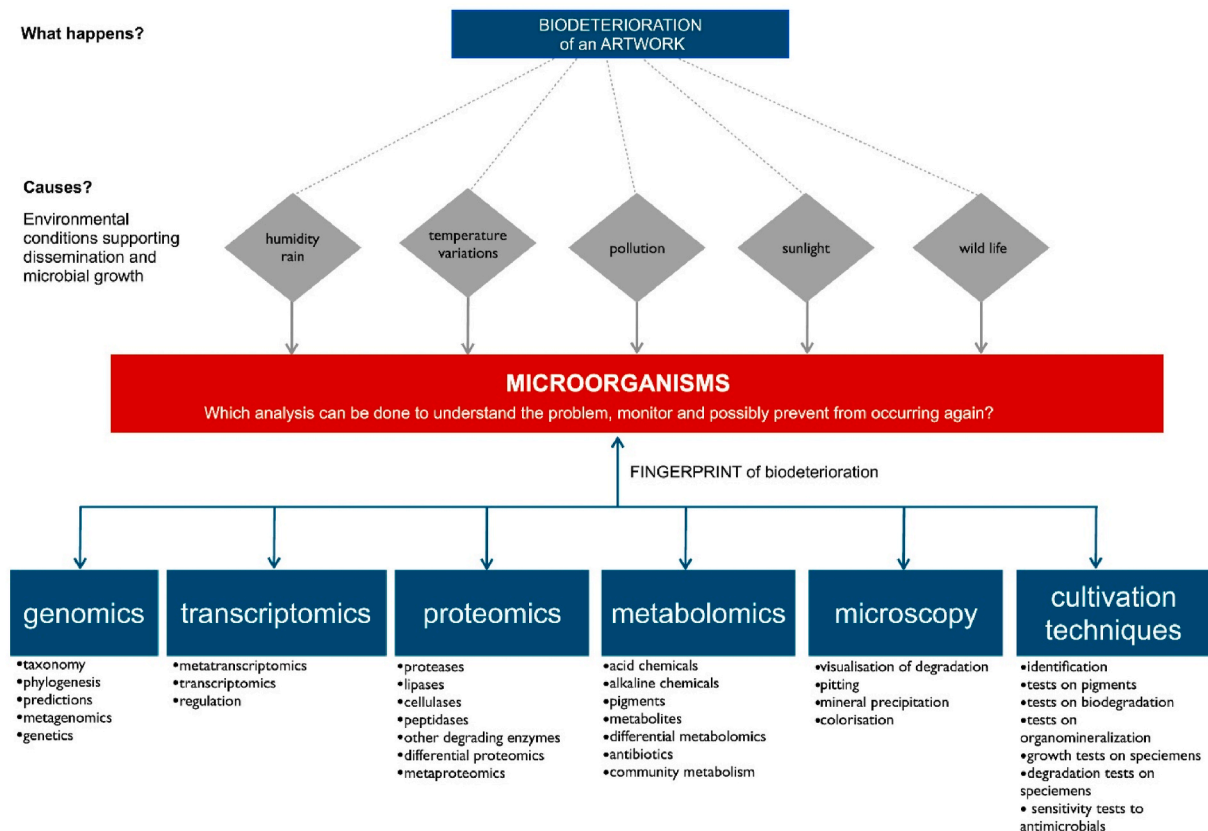 What happens?
BIODETERIORATION
of an ARTWORK
Causes?
Environmental
conditions supporting
dissemination and
microbial growth
humidity
rain
temperature
variations
pollution
sunlight
wild life
MICROORGANISMS
Which analysis can be done to understand the problem, monitor and possibly prevent from occurring again?
FINGERPRINT of biodeterioration
genomics
•taxonomy
•phylogenesis
•predictions
•metagenomics
•genetics
transcriptomics
•metatranscriptomics
•transcriptomics
•regulation
proteomics
•proteases
•lipases
•cellulases
•peptidases
•other degrading enzymes
•differential proteomics
•metaproteomics
metabolomics
•acid chemicals
•alkaline chemicals
•pigments
•metabolites
•differential metabolomics
•antibiotics
•community metabolism
microscopy
•visualisation of degradation
•pitting
•mineral precipitation
•colorisation
cultivation
techniques
•identification
•tests on pigments
•tests on biodegradation
•tests on
organomineralization
•growth tests on speciemens
•degradation tests on
speciemens
• sensitivity tests to
antimicrobials